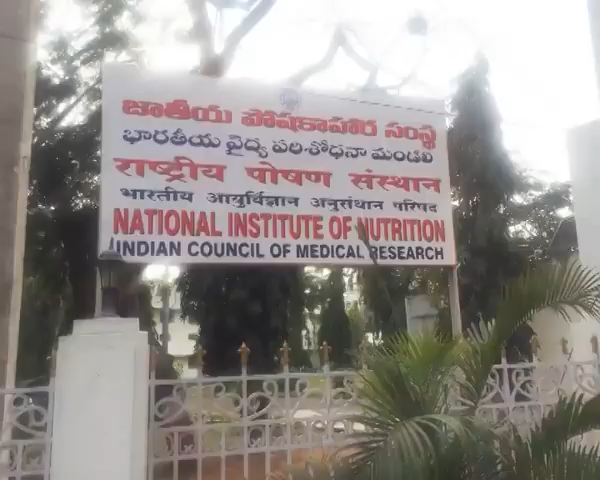 జాతీయ పోషకాహార సంస్థ
భారతీయ వైద్య పరిశోధనా మండలి
राष्ट्रीय पोषण संस्थान
भारतीय आयुर्विज्ञान अनुसंधान परिषद
NATIONAL INSTITUTE OF NUTRITION
INDIAN COUNCIL OF MEDICAL RESEARCH